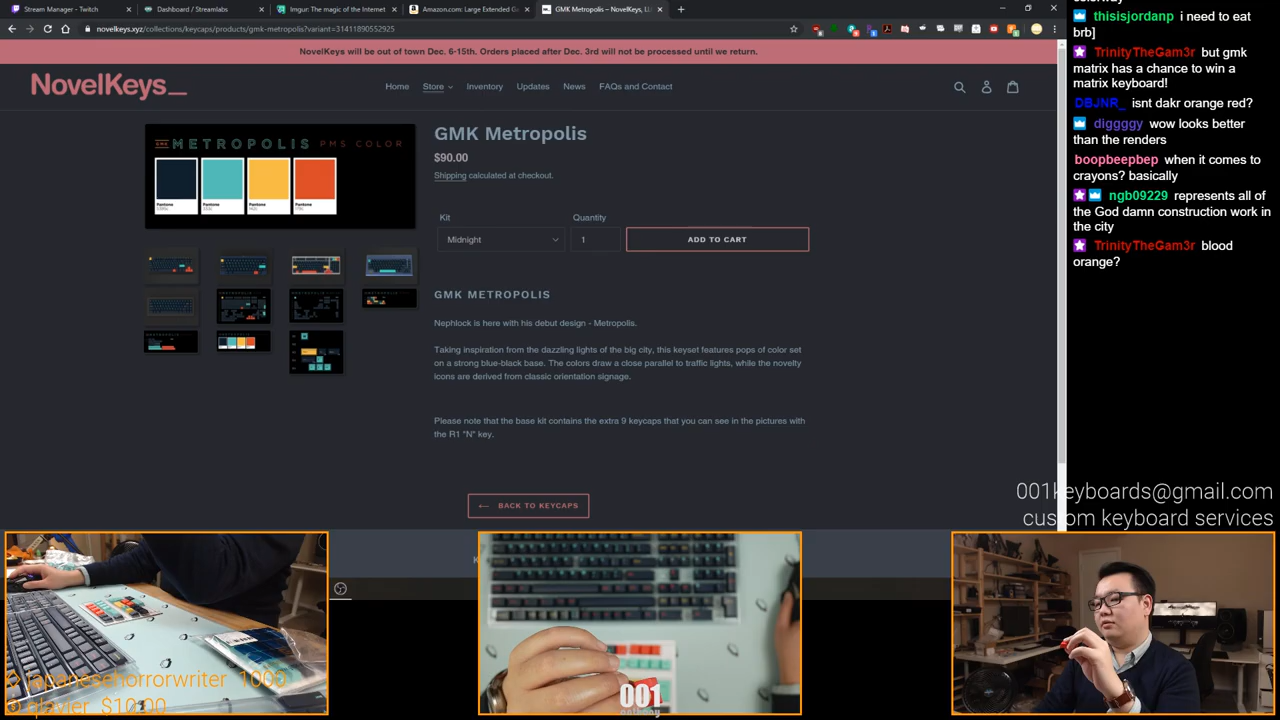 Stream Manager - Twitch
Dashboard / Streamlabs
Imgur: The magic of the Internet
Amazon.com: Large Extended G
GMK Metropolis – NovelKeys, LL
novelkeys.xyz/collections/keycaps/products/gmk-metropolis?variant=31411890552925
NovelKeys will be out of town Dec. 6-15th. Orders placed after Dec. 3rd will not be processed until we return.
NovelKeys_
Home Store Inventory Updates News FAQs and Contact
GMK METROPOLIS PMS COLOR
Pantone Pantone Pantone Pantone
GMK Metropolis
$90.00
Shipping calculated at checkout.
Kit Quantity
Midnight 1 ADD TO CART
GMK METROPOLIS
Nephlock is here with his debut design - Metropolis.
Taking inspiration from the dazzling lights of the big city, this keyset features pops of color set
on a strong blue-black base. The colors draw a close parallel to traffic lights, while the novelty
icons are derived from classic orientation signage.
Please note that the base kit contains the extra 9 keycaps that you can see in the pictures with
the R1 "N" key.
BACK TO KEYCAPS
thisisjordanp i need to eat
brb]
TrinityTheGam3r but gmk
matrix has a chance to win a
matrix keyboard!
DBJNR_ isnt dakr orange red?
diggggy wow looks better
than the renders
boopbeepbep when it comes to
crayons? basically
ngb09229 represents all of
the God damn construction work in
the city
TrinityTheGam3r blood
orange?
001keyboards@gmail.com
custom keyboard services
japanesehorrorwriter 1000
qlavier $10.00
001